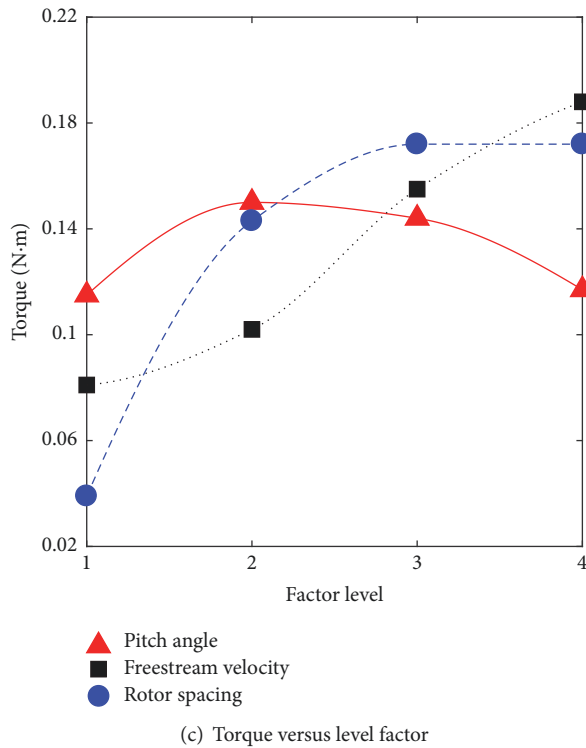 0.22
0.18
0.14
0.1
0.06
0.02
Torque (N·m)
1 2 3 4
Factor level
Pitch angle
Freestream velocity
Rotor spacing
(c) Torque versus level factor